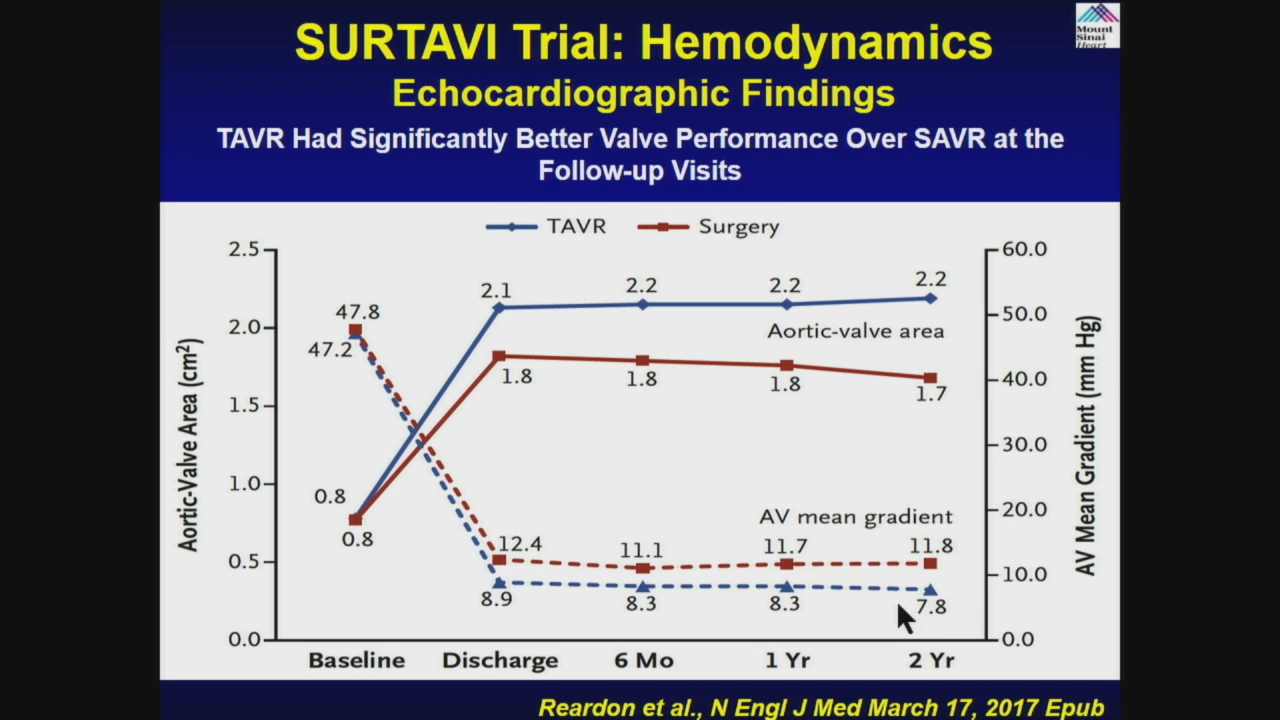 SURTAVI Trial: Hemodynamics
Mount
Sinai
Heart
Echocardiographic Findings
TAVR Had Significantly Better Valve Performance Over SAVR at the
Follow-up Visits
TAVR Surgery
2.5
2.0
1.5
1.0
0.5
0.0
Aortic-Valve Area (cm²)
60.0
50.0
40.0
30.0
20.0
10.0
0.0
AV Mean Gradient (mm Hg)
2.1 2.2 2.2 2.2
47.8
47.2
Aortic-valve area
1.8 1.8 1.8 1.7
0.8
0.8
AV mean gradient
12.4 11.1 11.7 11.8
8.9 8.3 8.3 7.8
Baseline Discharge 6 Mo 1 Yr 2 Yr
Reardon et al., N Engl J Med March 17, 2017 Epub